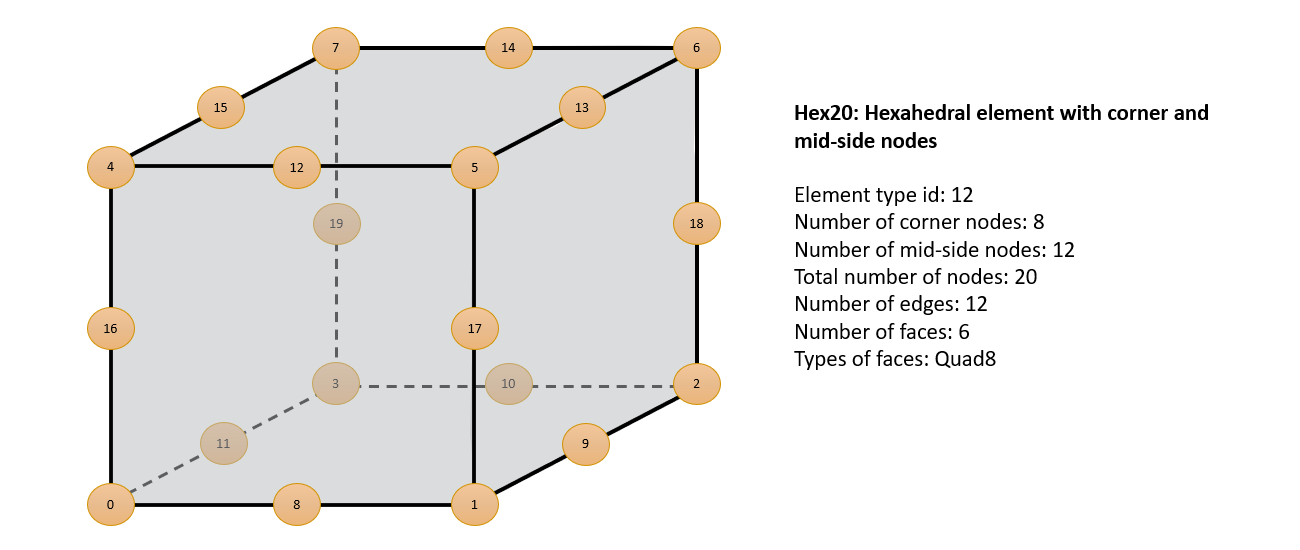 7 14 6
15 13
4 12 5
19 18
16 17
3 10 2
11 9
0 8 1
Hex20: Hexahedral element with corner and
mid-side nodes
Element type id: 12
Number of corner nodes: 8
Number of mid-side nodes: 12
Total number of nodes: 20
Number of edges: 12
Number of faces: 6
Types of faces: Quad8